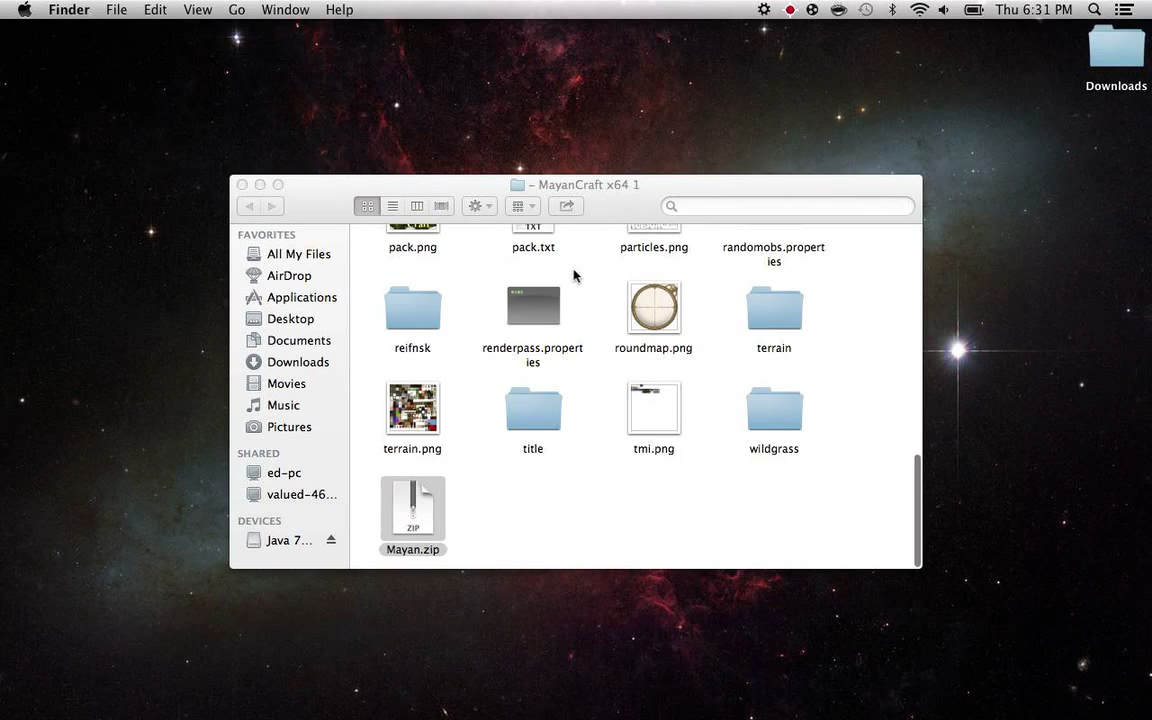 Finder File Edit View Go Window Help Thu 6:31 PM
Downloads
- MayanCraft x64 1
FAVORITES
All My Files
AirDrop
Applications
Desktop
Documents
Downloads
Movies
Music
Pictures
SHARED
ed-pc
valued-46...
DEVICES
Java 7...
TXT
pack.png pack.txt particles.png randomobs.propert
ies
reifnsk renderpass.propert roundmap.png terrain
ies
terrain.png title tmi.png wildgrass
ZIP
Mayan.zip